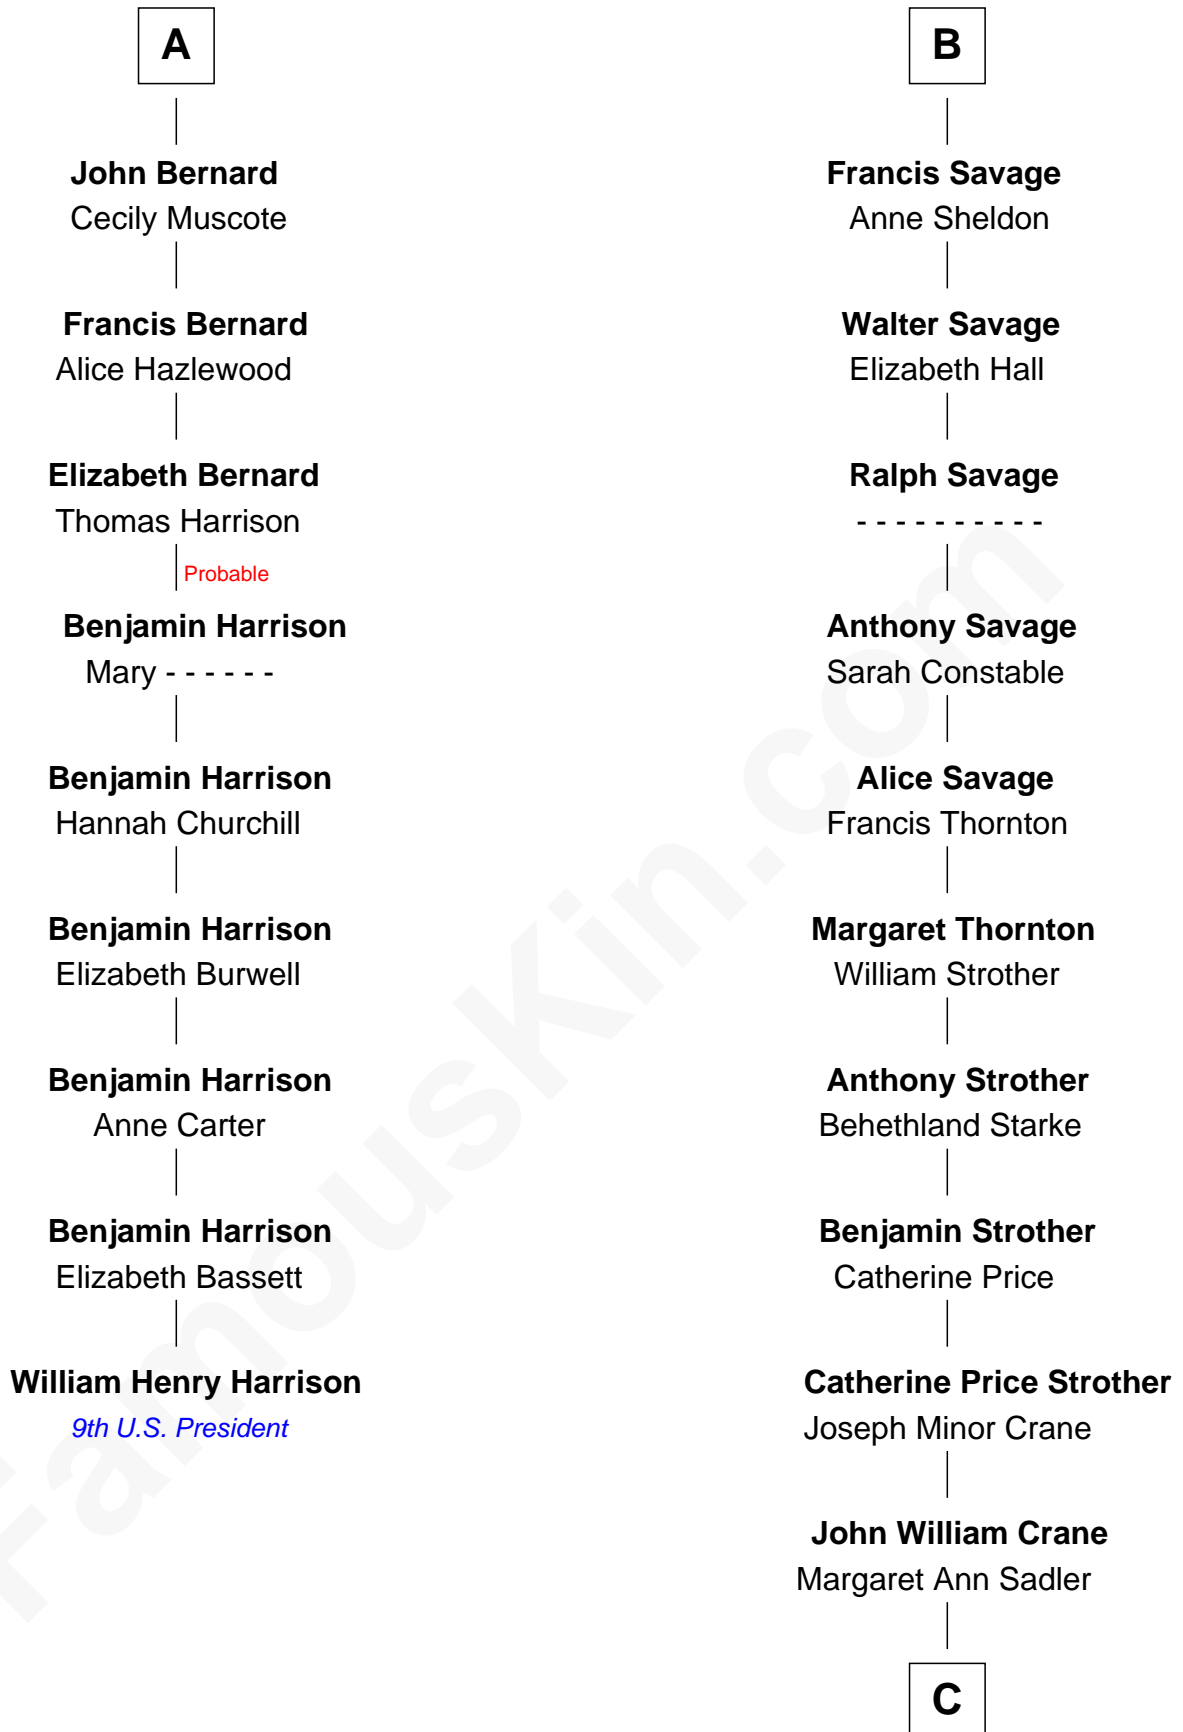 A
John Bernard
Cecily Muscote
Francis Bernard
Alice Hazlewood
Elizabeth Bernard
Thomas Harrison
Probable
Benjamin Harrison
Mary - - - - - -
Benjamin Harrison
Hannah Churchill
Benjamin Harrison
Elizabeth Burwell
Benjamin Harrison
Anne Carter
Benjamin Harrison
Elizabeth Bassett
William Henry Harrison
9th U.S. President
B
Francis Savage
Anne Sheldon
Walter Savage
Elizabeth Hall
Ralph Savage
- - - - - - - - - -
Anthony Savage
Sarah Constable
Alice Savage
Francis Thornton
Margaret Thornton
William Strother
Anthony Strother
Behethland Starke
Benjamin Strother
Catherine Price
Catherine Price Strother
Joseph Minor Crane
John William Crane
Margaret Ann Sadler
C
FamousKin.com